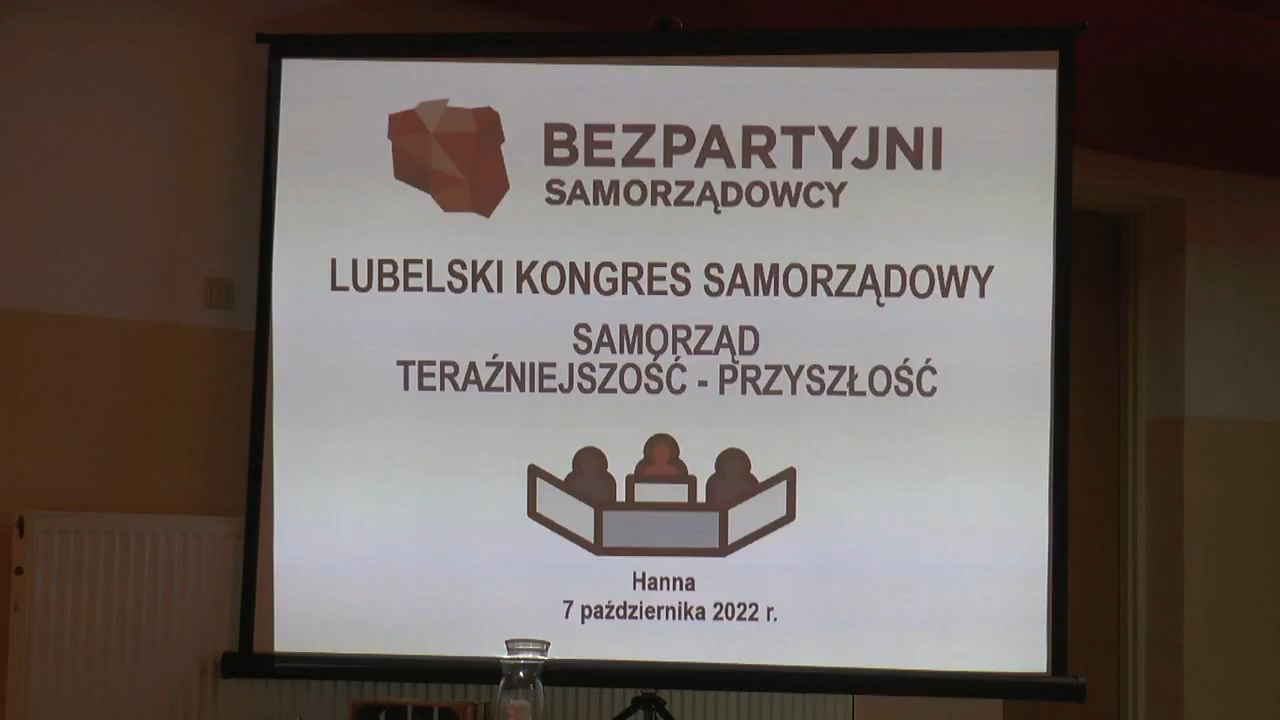 BEZPARTYJNI
SAMORZĄDOWCY
LUBELSKI KONGRES SAMORZĄDOWY
SAMORZĄD
TERAŹNIEJSZOŚĆ - PRZYSZŁOŚĆ
Hanna
7 października 2022 r.